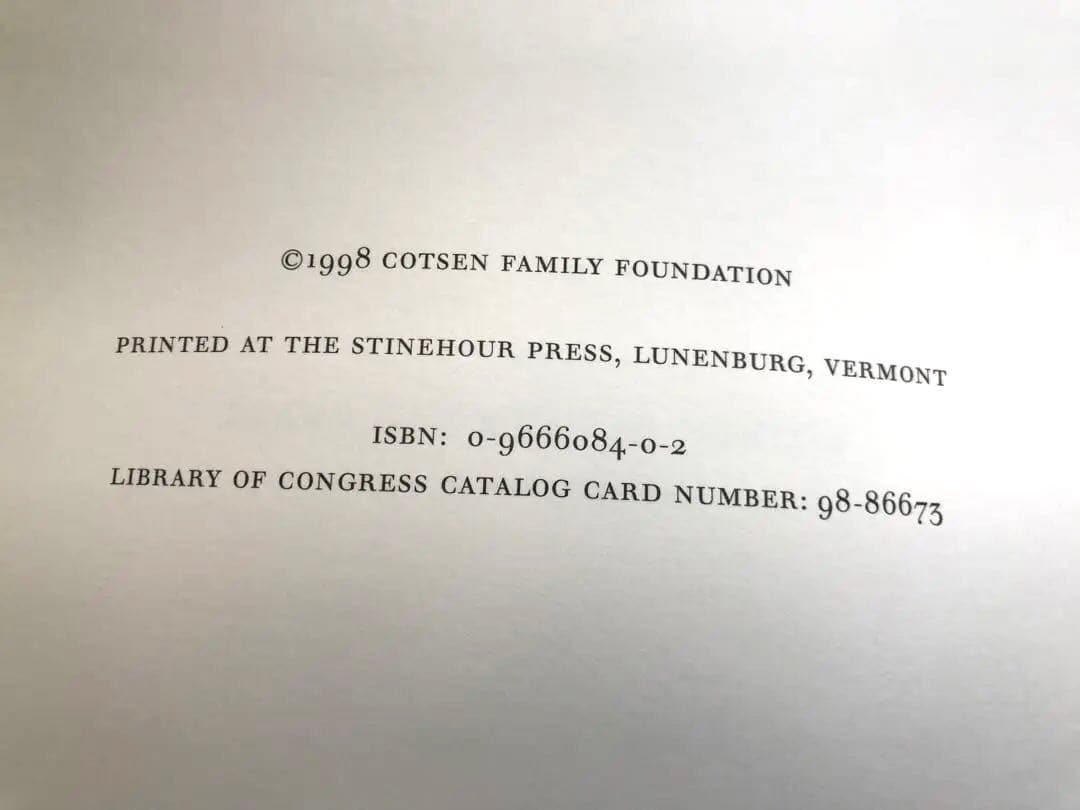 ©1998 COTSEN FAMILY FOUNDATION
PRINTED AT THE STINEHOUR PRESS, LUNENBURG, VERMONT
ISBN: 0-9666084-0-2
LIBRARY OF CONGRESS CATALOG CARD NUMBER: 98-86673